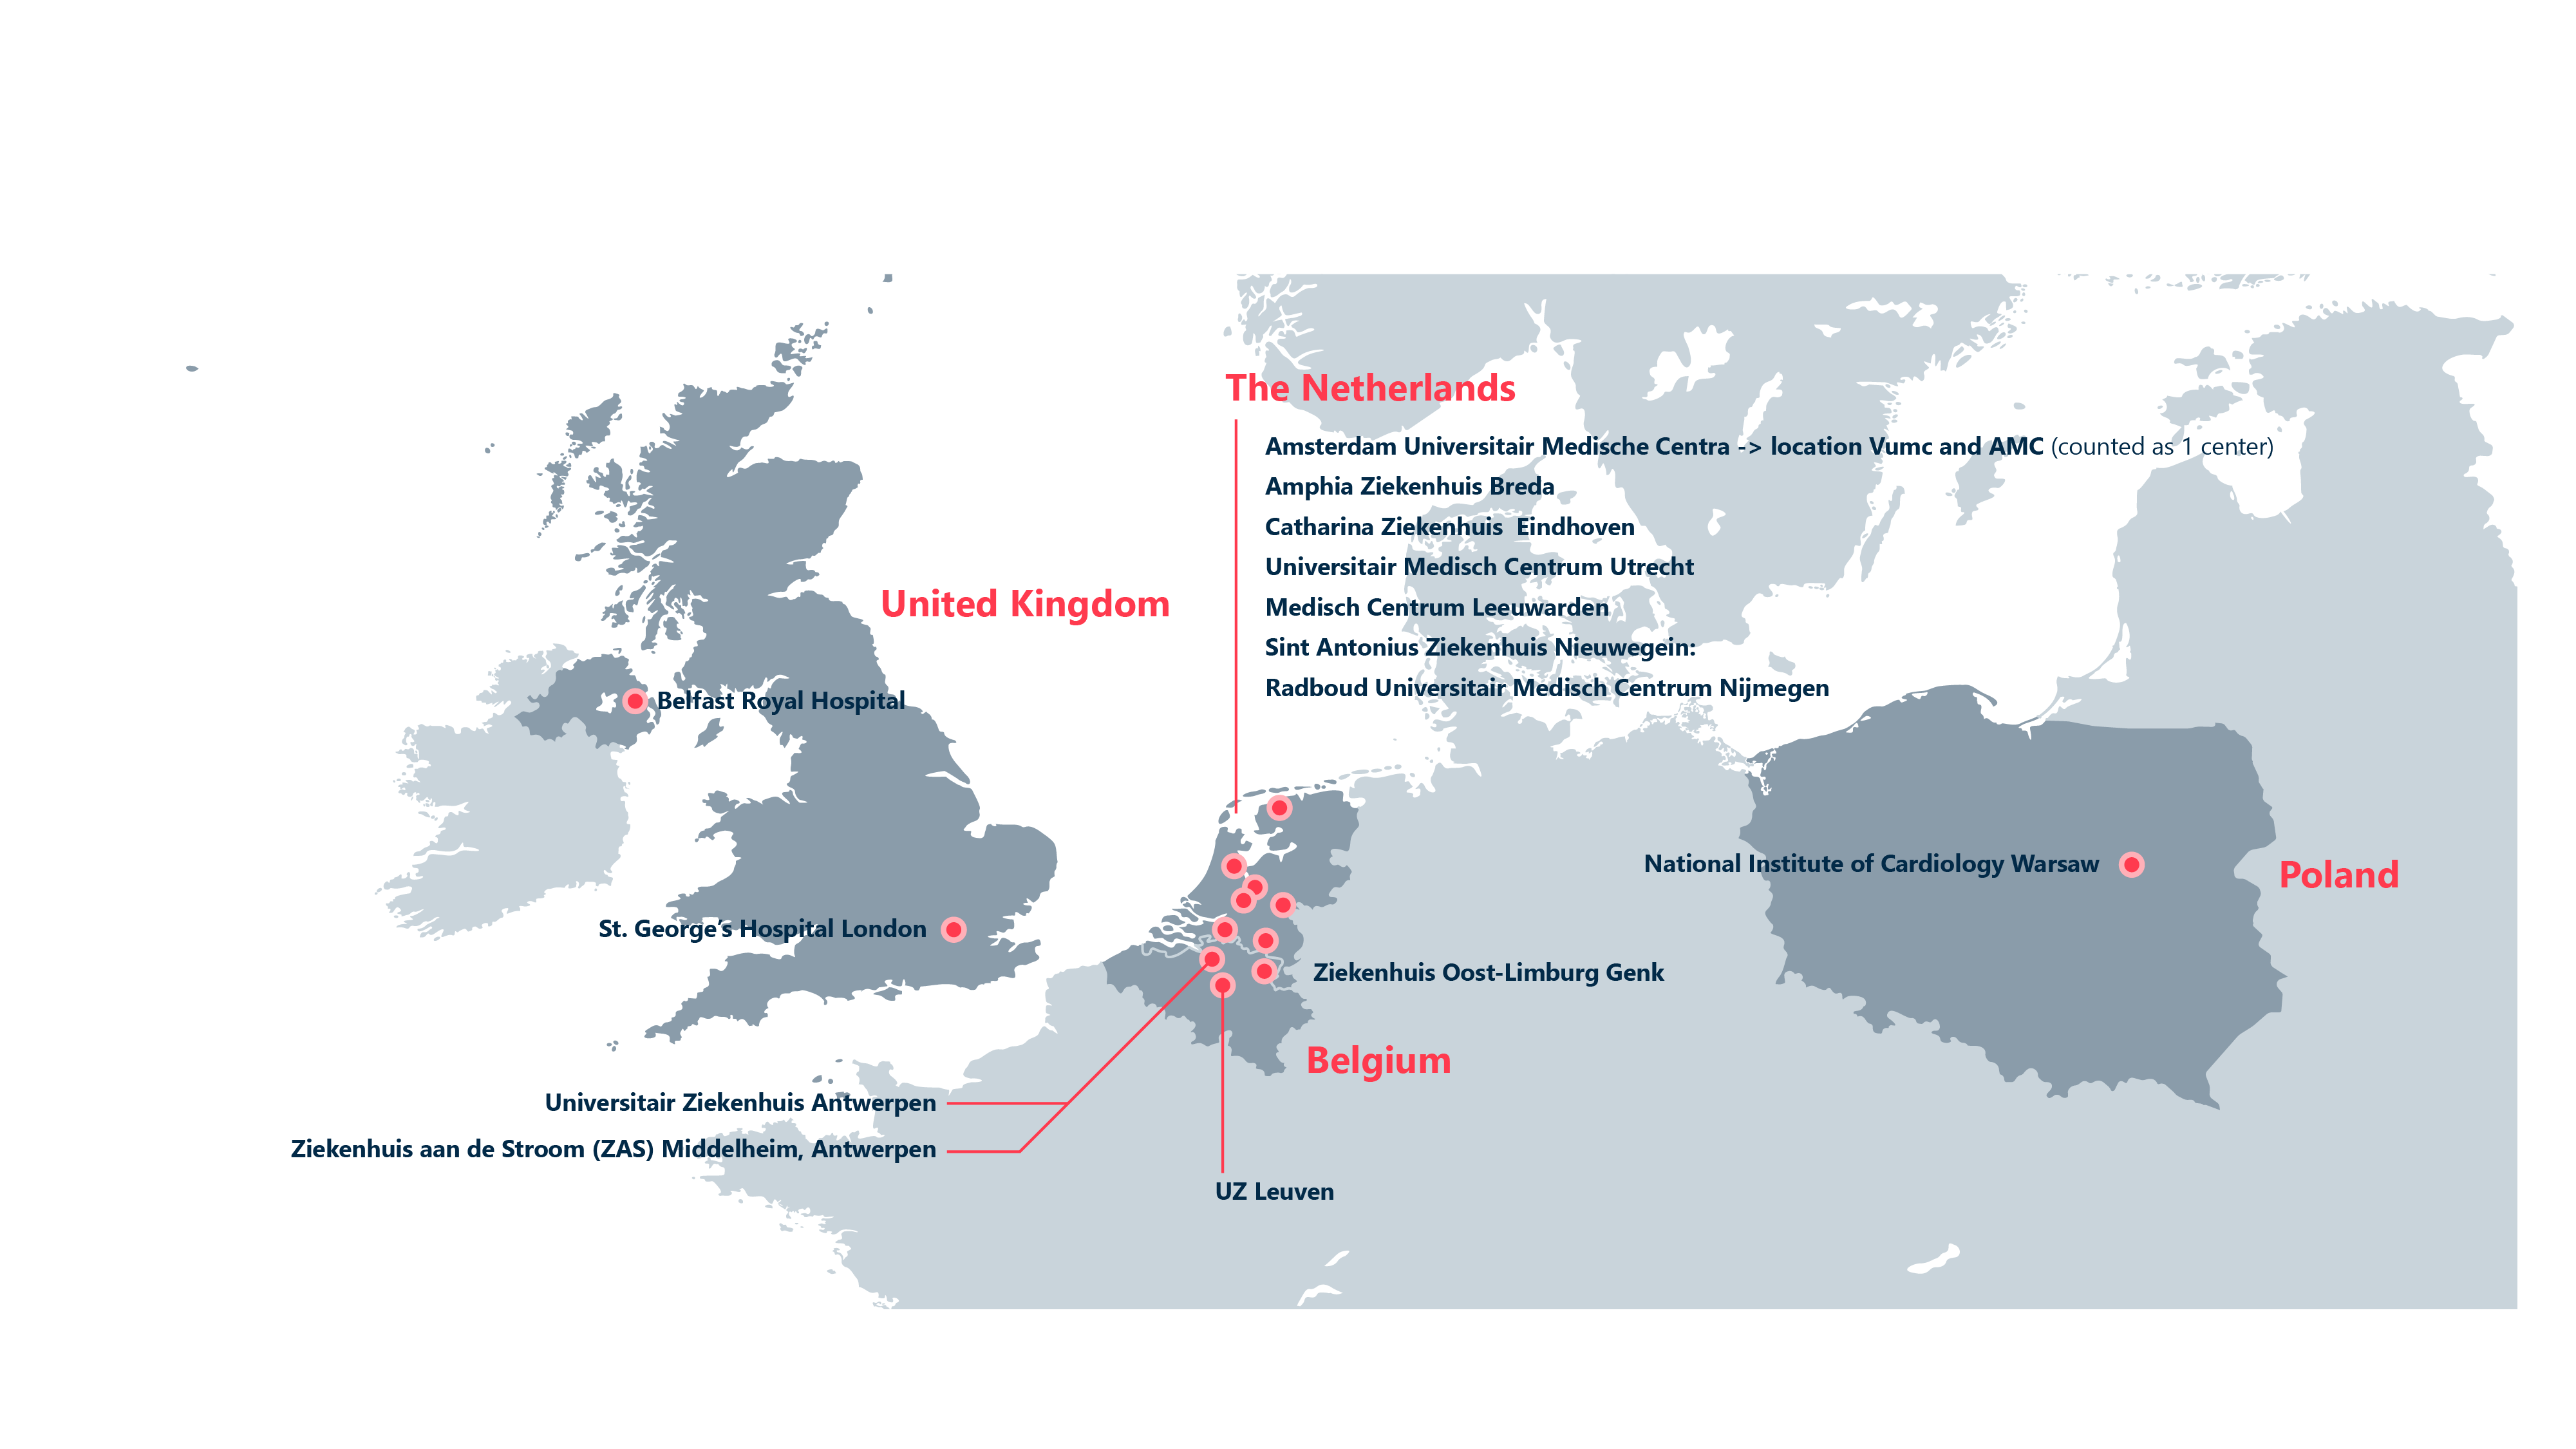 The Netherlands
Amsterdam Universitair Medische Centra -> location Vumc and AMC (counted as 1 center)
Amphia Ziekenhuis Breda
Catharina Ziekenhuis  Eindhoven
Universitair Medisch Centrum Utrecht
Medisch Centrum Leeuwarden
Sint Antonius Ziekenhuis Nieuwegein:
Radboud Universitair Medisch Centrum Nijmegen
United Kingdom
Belfast Royal Hospital
St. George’s Hospital London
National Institute of Cardiology Warsaw
Poland
Ziekenhuis Oost-Limburg Genk
Belgium
Universitair Ziekenhuis Antwerpen
Ziekenhuis aan de Stroom (ZAS) Middelheim, Antwerpen
UZ Leuven